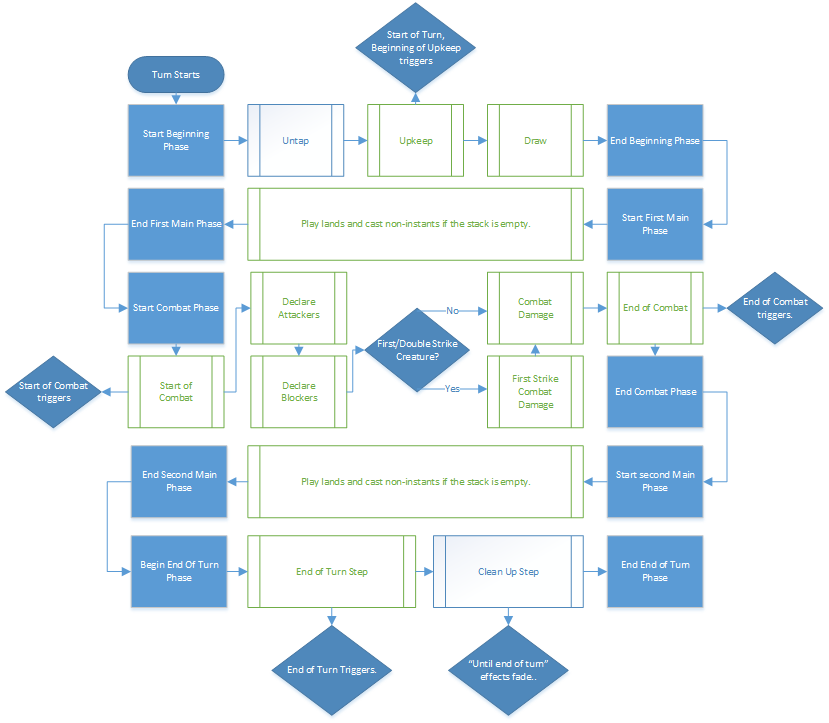 Start of Turn,
Beginning of Upkeep
triggers
Turn Starts
Start Beginning
Phase
Untap
Upkeep
Draw
End Beginning Phase
End First Main Phase
Play lands and cast non-instants if the stack is empty.
Start First Main
Phase
Start Combat Phase
Declare
Attackers
No
Combat
Damage
End of Combat
End of Combat
triggers.
First/Double Strike
Creature?
Start of Combat
triggers
Start of
Combat
Declare
Blockers
Yes
First Strike
Combat
Damage
End Combat Phase
End Second Main
Phase
Play lands and cast non-instants if the stack is empty.
Start second Main
Phase
Begin End Of Turn
Phase
End of Turn Step
Clean Up Step
End End of Turn
Phase
End of Turn Triggers.
“Until end of turn”
effects fade..